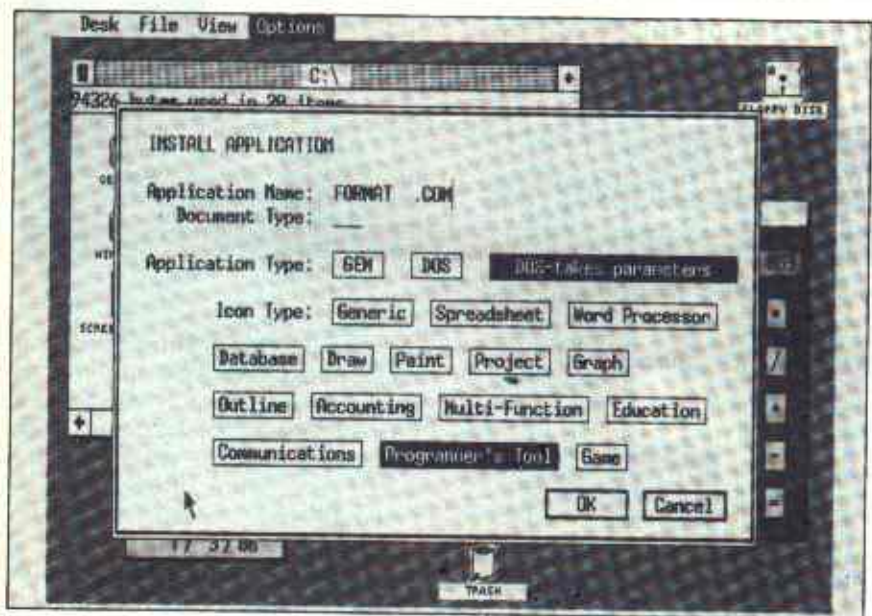 Desk File View Options
C:\
94326 bytes used in 20 items
FLOPPY DISK
INSTALL APPLICATION
Application Name: FORMAT .COM
Document Type: ___
Application Type: GEM DOS DOS-takes parameters
Icon Type: Generic Spreadsheet Word Processor
Database Draw Paint Project Graph
Outline Accounting Multi-Function Education
Communications Programmer's Tool Game
OK Cancel
TRASH